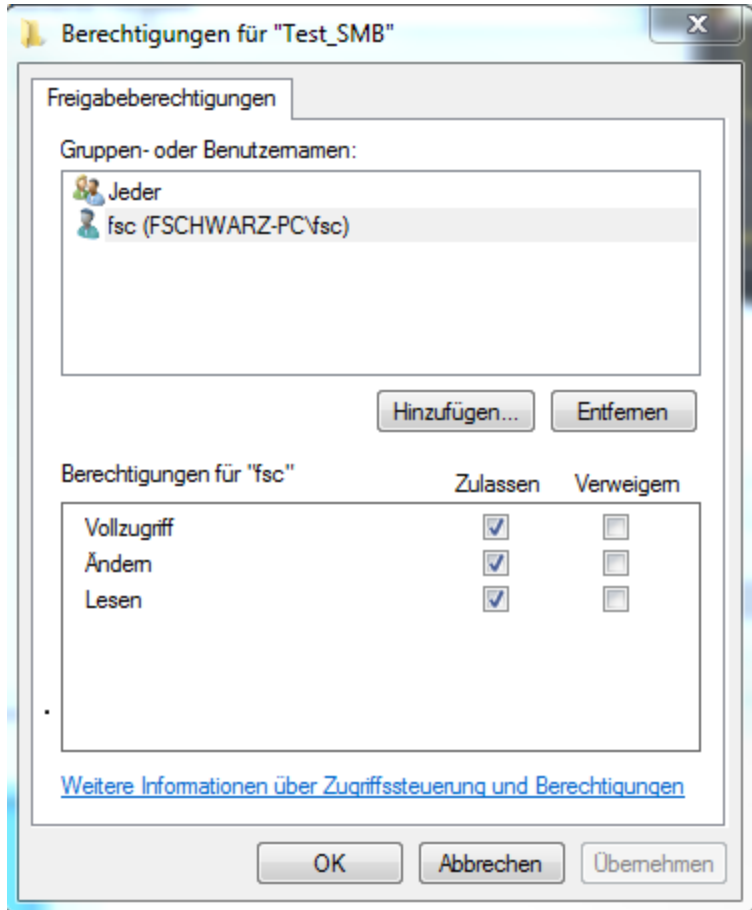 Berechtigungen für "Test_SMB"
Freigabeberechtigungen
Gruppen- oder Benutzernamen:
Jeder
fsc (FSCHWARZ-PC\fsc)
Hinzufügen... Entfernen
Berechtigungen für "fsc" Zulassen Verweigern
Vollzugriff
Ändern
Lesen
.
Weitere Informationen über Zugriffssteuerung und Berechtigungen
OK Abbrechen Übernehmen